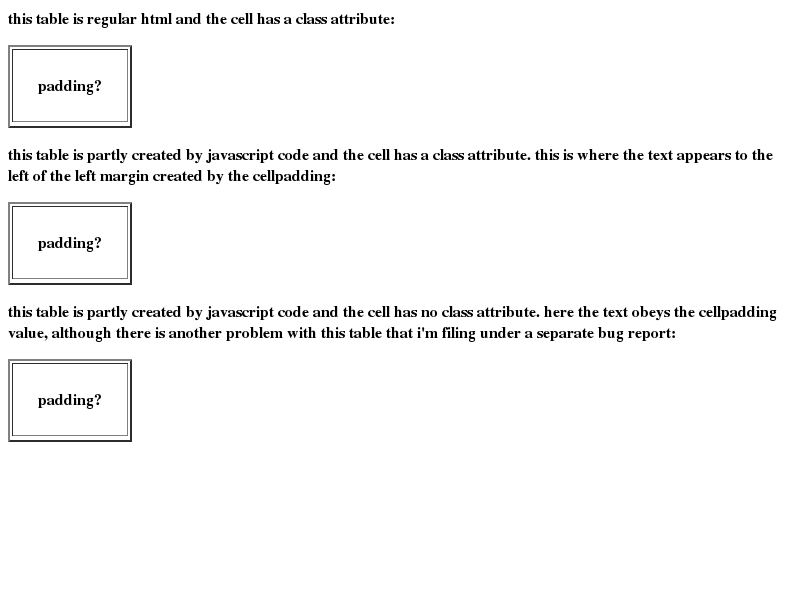 this table is regular html and the cell has a class attribute:
padding?
this table is partly created by javascript code and the cell has a class attribute. this is where the text appears to the
left of the left margin created by the cellpadding:
padding?
this table is partly created by javascript code and the cell has no class attribute. here the text obeys the cellpadding
value, although there is another problem with this table that i'm filing under a separate bug report:
padding?